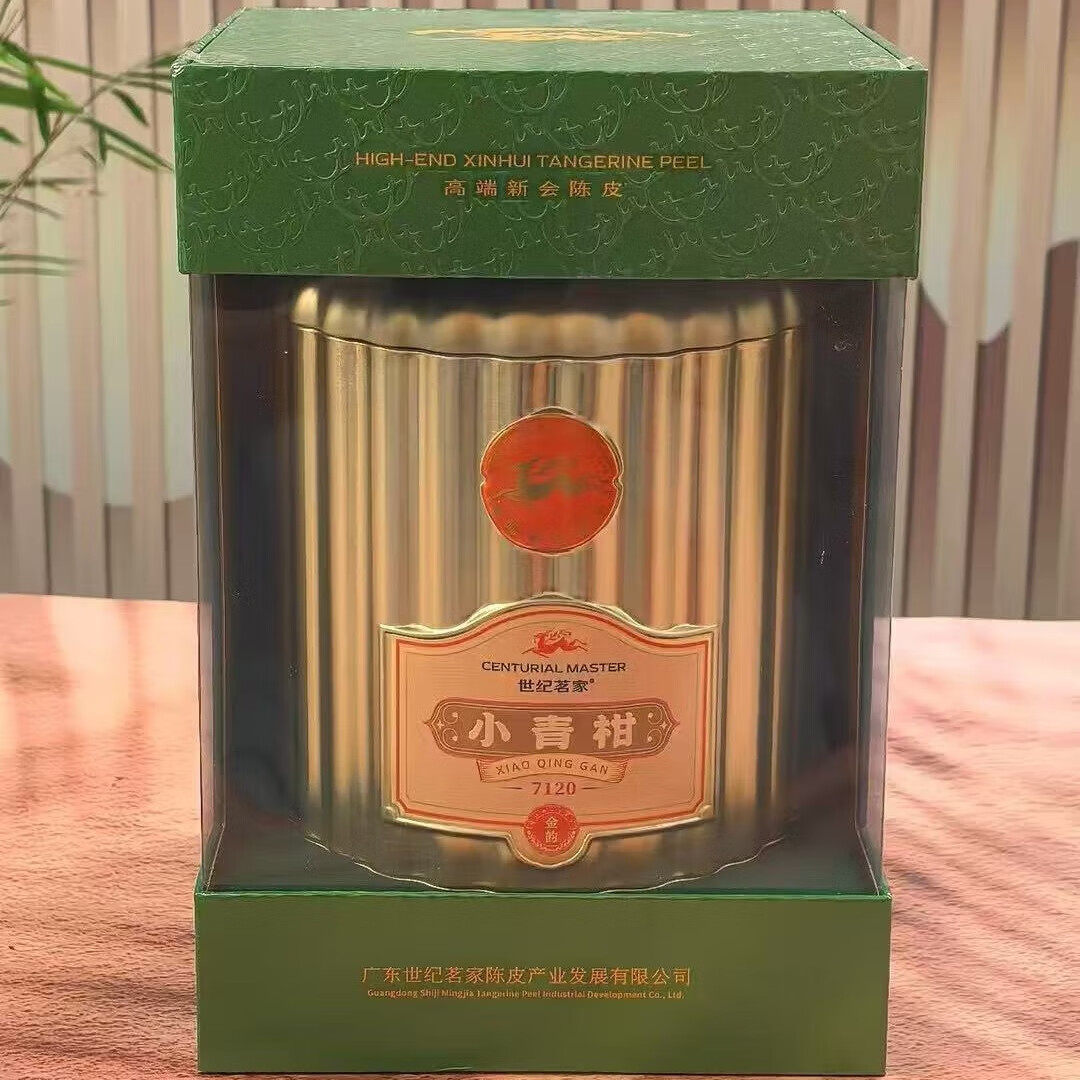 HIGH-END XINHUI TANGERINE PEEL
高端新会陈皮
CENTURIAL MASTER
世纪茗家
小青柑
XIAO QING GAN
7120
广东世纪茗家陈皮产业发展有限公司
Guangdong Shiji Mingjia Tangerine Peel Industrial Development Co., Ltd.